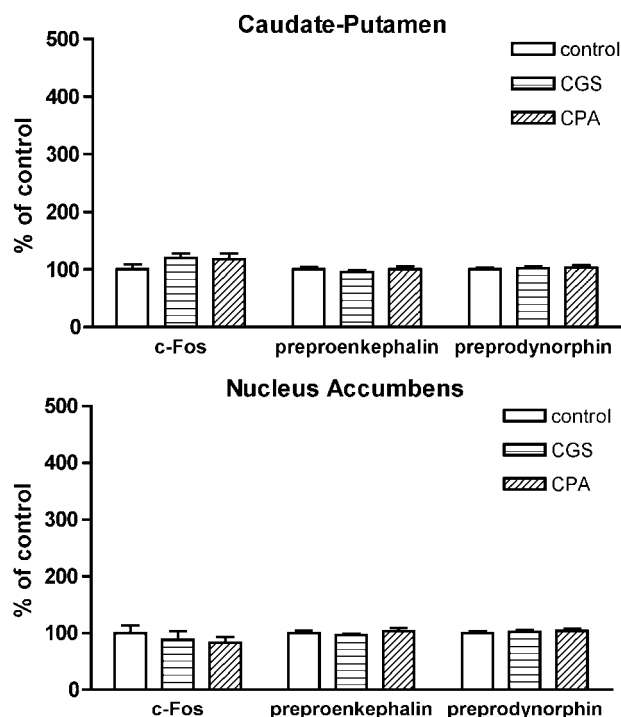 Caudate-Putamen
500
400
300
200
100
0
% of control
control
CGS
CPA
c-Fos preproenkephalin preprodynorphin
Nucleus Accumbens
500
400
300
200
100
0
% of control
control
CGS
CPA
c-Fos preproenkephalin preprodynorphin